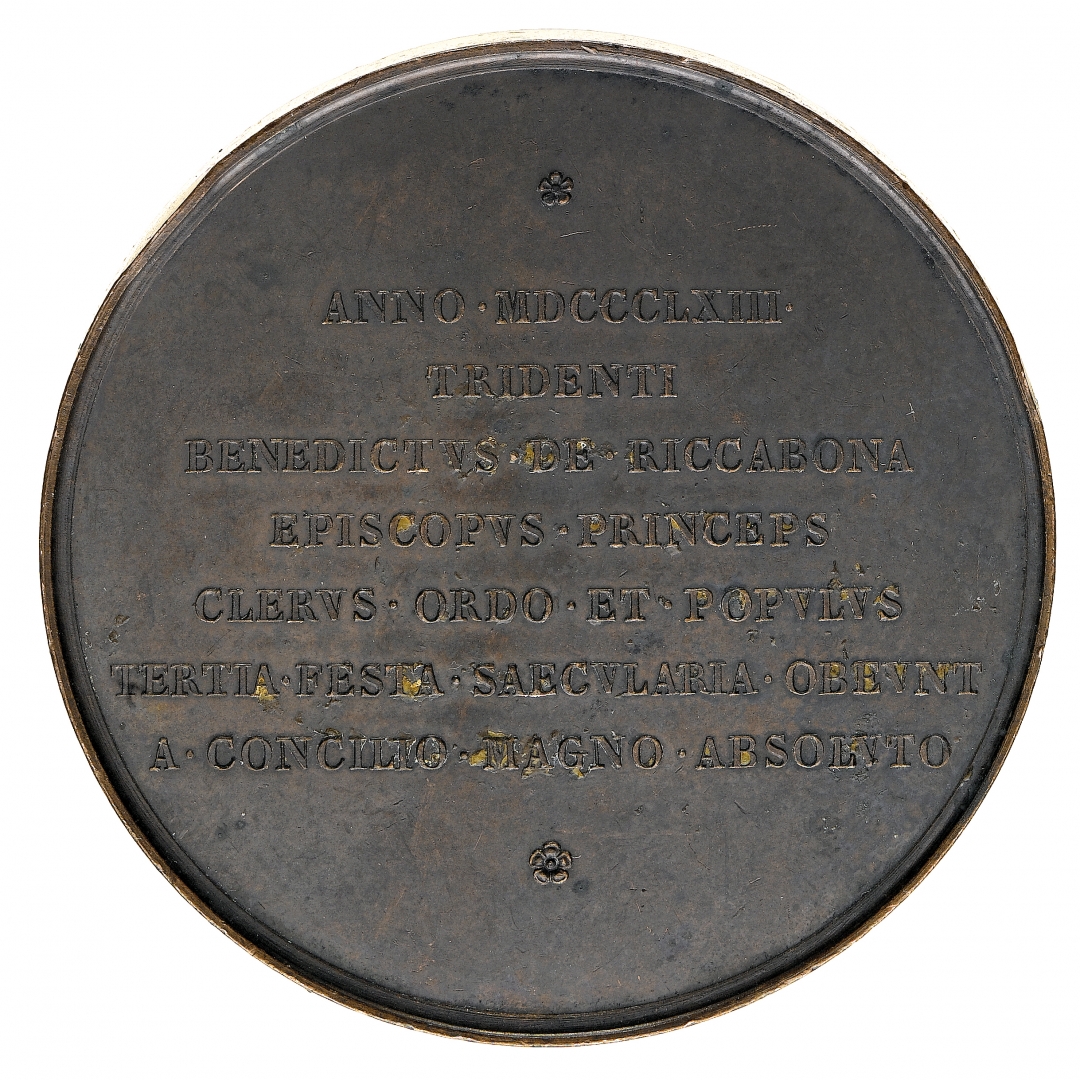 ANNO · MDCCCLXIII ·
TRIDENTI
BENEDICTVS · DE · RICCABONA
EPISCOPVS · PRINCEPS
CLERVS · ORDO · ET · POPVLVS
TERTIA · FESTA · SAECVLARIA · OBEVNT
A · CONCILIO · MAGNO · ABSOLVTO